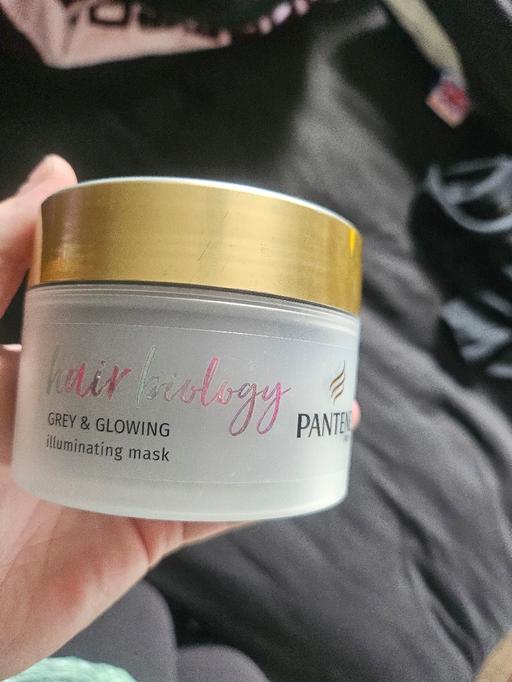 hair biology
GREY & GLOWING
illuminating mask
PANTENE